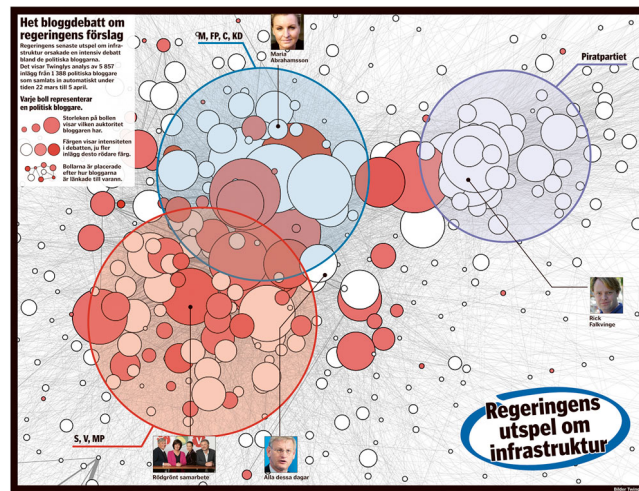 Het bloggdebatt om
regeringens förslag
Regeringens senaste utspel om infra-
struktur orsakade en intensiv debatt
bland de politiska bloggarna.
Det visar Twinglys analys av 5 857
inlägg från 1 388 politiska bloggare
som samlats in automatiskt under
tiden 22 mars till 5 april.
Varje boll representerar
en politisk bloggare.
Storleken på bollen
visar vilken auktoritet
bloggaren har.
Färgen visar intensiteten
i debatten, ju fler
inlägg desto rödare färg.
Bollarna är placerade
efter hur bloggarna
är länkade till varann.
M, FP, C, KD
Maria
Abrahamsson
Piratpartiet
Rick
Falkvinge
S, V, MP
Rödgrönt samarbete
Alla dessa dagar
Regeringens
utspel om
infrastruktur